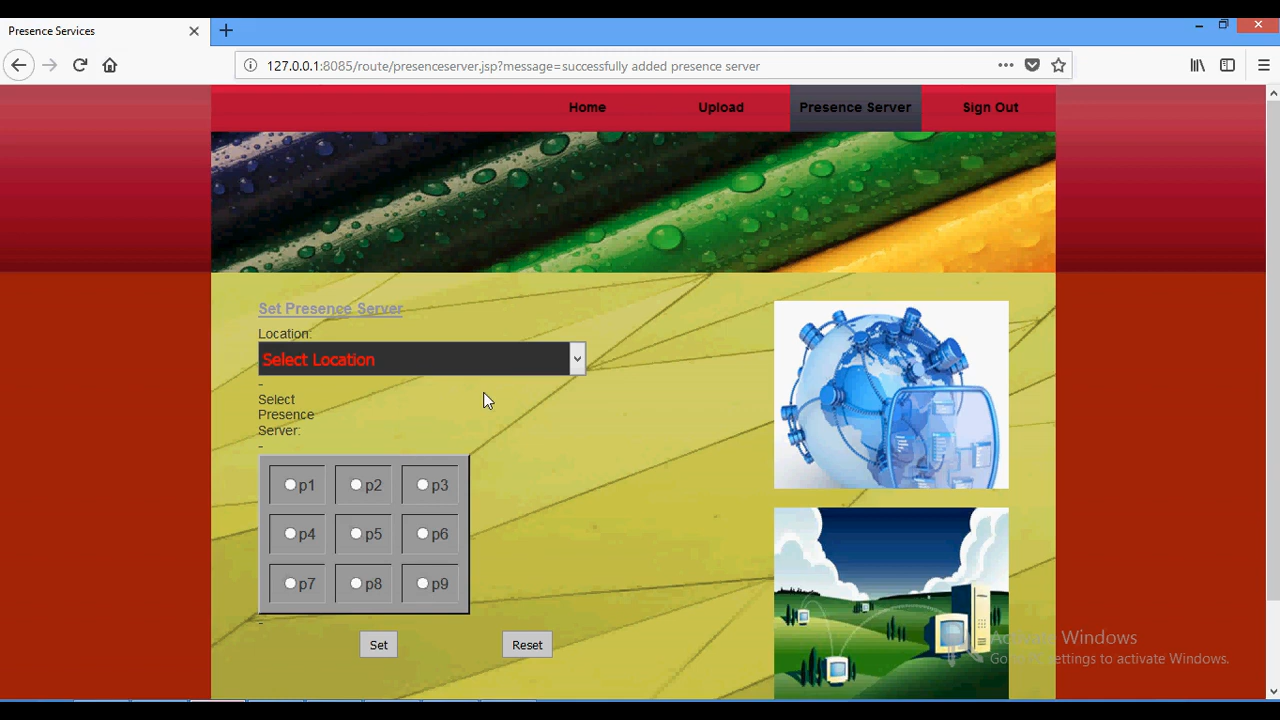 Presence Services
127.0.0.1:8085/route/presenceserver.jsp?message=successfully added presence server
Home Upload Presence Server Sign Out
Set Presence Server
Location:
Select Location
-
Select
Presence
Server:
-
p1 p2 p3
p4 p5 p6
p7 p8 p9
-
Set Reset
Activate Windows
Go to PC settings to activate Windows.